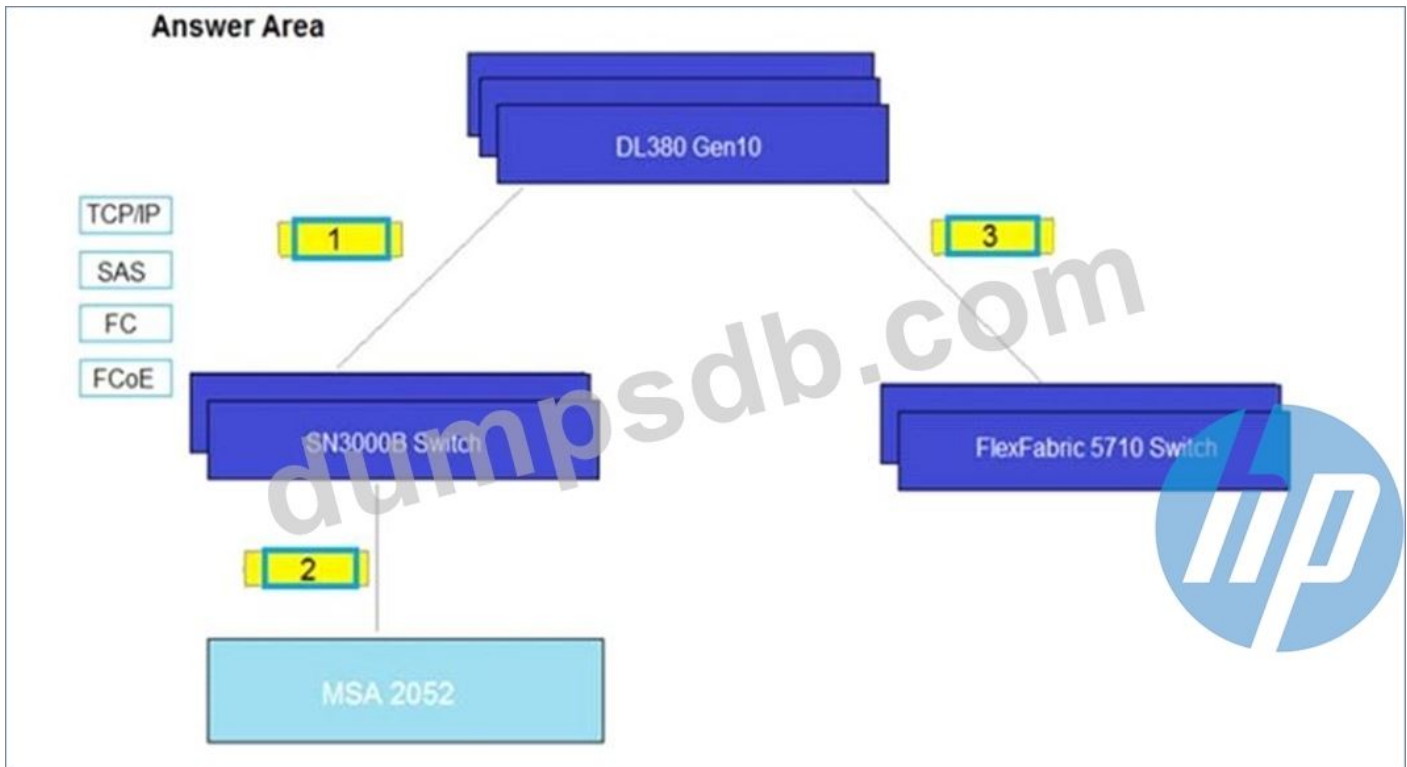 Answer Area
DL380 Gen10
TCP/IP
SAS
FC
FCoE
1
3
SN3000B Switch
FlexFabric 5710 Switch
2
MSA 2052
dumpsdb.com
hp